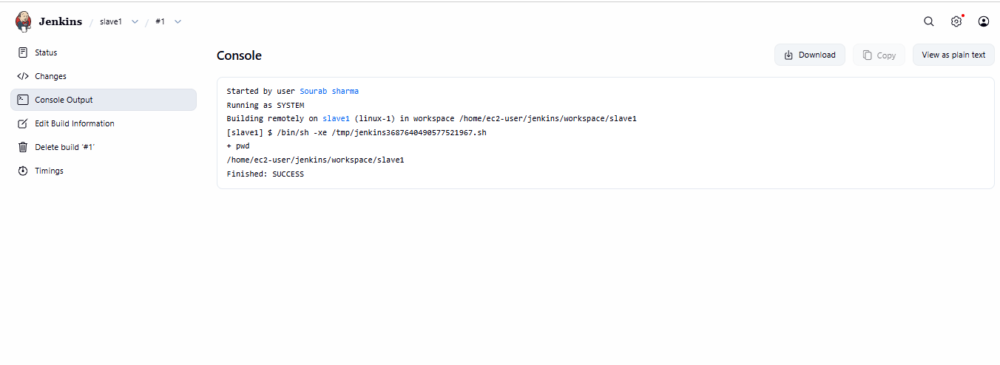 Jenkins / slave1 / #1
Status
Changes
Console Output
Edit Build Information
Delete build '#1'
Timings
Console
Download
Copy
View as plain text
Started by user Sourab sharma
Running as SYSTEM
Building remotely on slave1 (linux-1) in workspace /home/ec2-user/jenkins/workspace/slave1
[slave1] $ /bin/sh -xe /tmp/jenkins3687640490577521967.sh
+ pwd
/home/ec2-user/jenkins/workspace/slave1
Finished: SUCCESS